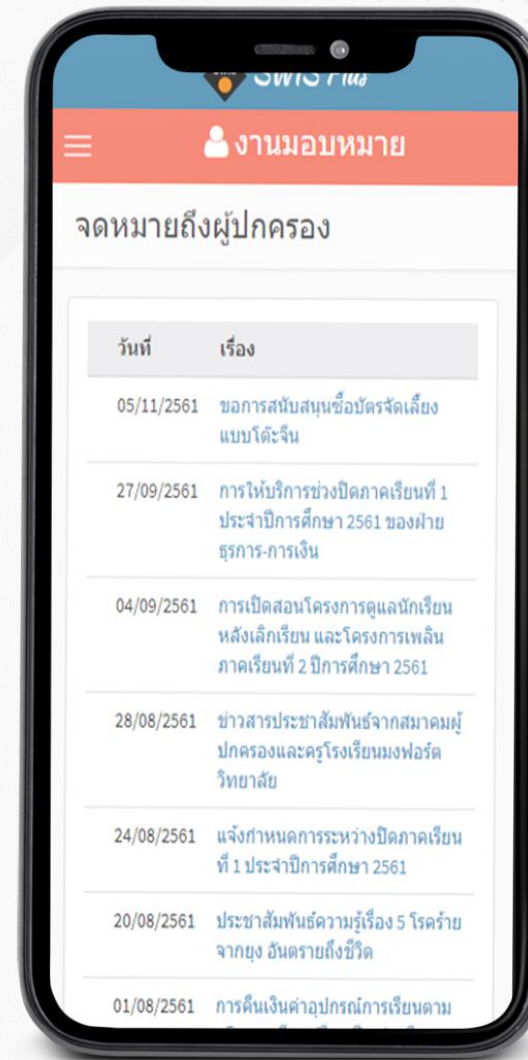 SWIS Plus
งานมอบหมาย
จดหมายถึงผู้ปกครอง
วันที่ เรื่อง
05/11/2561 ขอการสนับสนุนซื้อบัตรจัดเลี้ยง
แบบโต๊ะจีน
27/09/2561 การให้บริการช่วงปิดภาคเรียนที่ 1
ประจำปีการศึกษา 2561 ของฝ่าย
ธุรการ-การเงิน
04/09/2561 การเปิดสอนโครงการดูแลนักเรียน
หลังเลิกเรียน และโครงการเพลิน
ภาคเรียนที่ 2 ปีการศึกษา 2561
28/08/2561 ข่าวสารประชาสัมพันธ์จากสมาคมผู้
ปกครองและครูโรงเรียนมงฟอร์ต
วิทยาลัย
24/08/2561 แจ้งกำหนดการระหว่างปิดภาคเรียน
ที่ 1 ประจำปีการศึกษา 2561
20/08/2561 ประชาสัมพันธ์ความรู้เรื่อง 5 โรคร้าย
จากยุง อันตรายถึงชีวิต
01/08/2561 การคืนเงินค่าอุปกรณ์การเรียนตาม